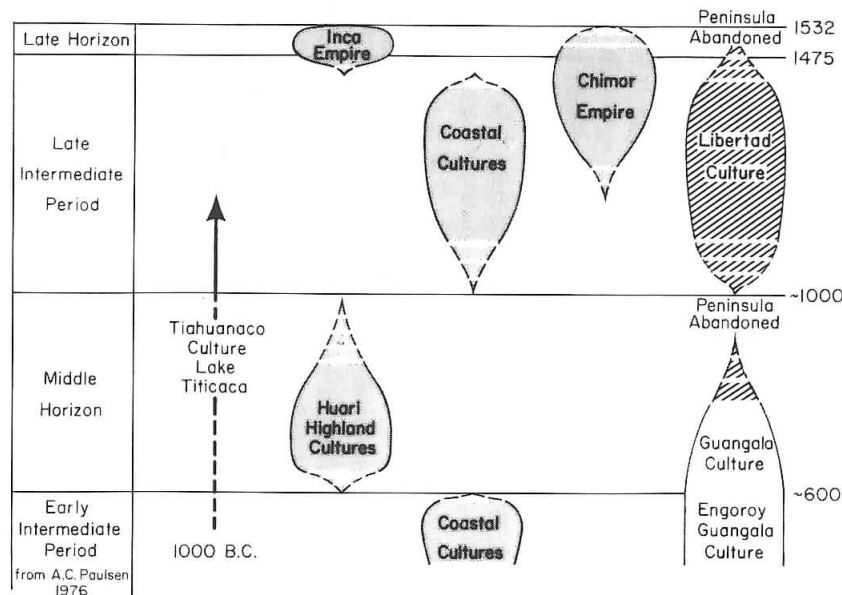 Late Horizon
Inca
Empire
Peninsula
Abandoned
1532
1475
Late
Intermediate
Period
Coastal
Cultures
Chimor
Empire
Libertad
Culture
~1000
Middle
Horizon
Tiahuanaco
Culture
Lake
Titicaca
Huari
Highland
Cultures
Peninsula
Abandoned
Guangala
Culture
~600
Early
Intermediate
Period
1000 B.C.
Coastal
Cultures
Engoroy
Guangala
Culture
from A.C. Paulsen
1976